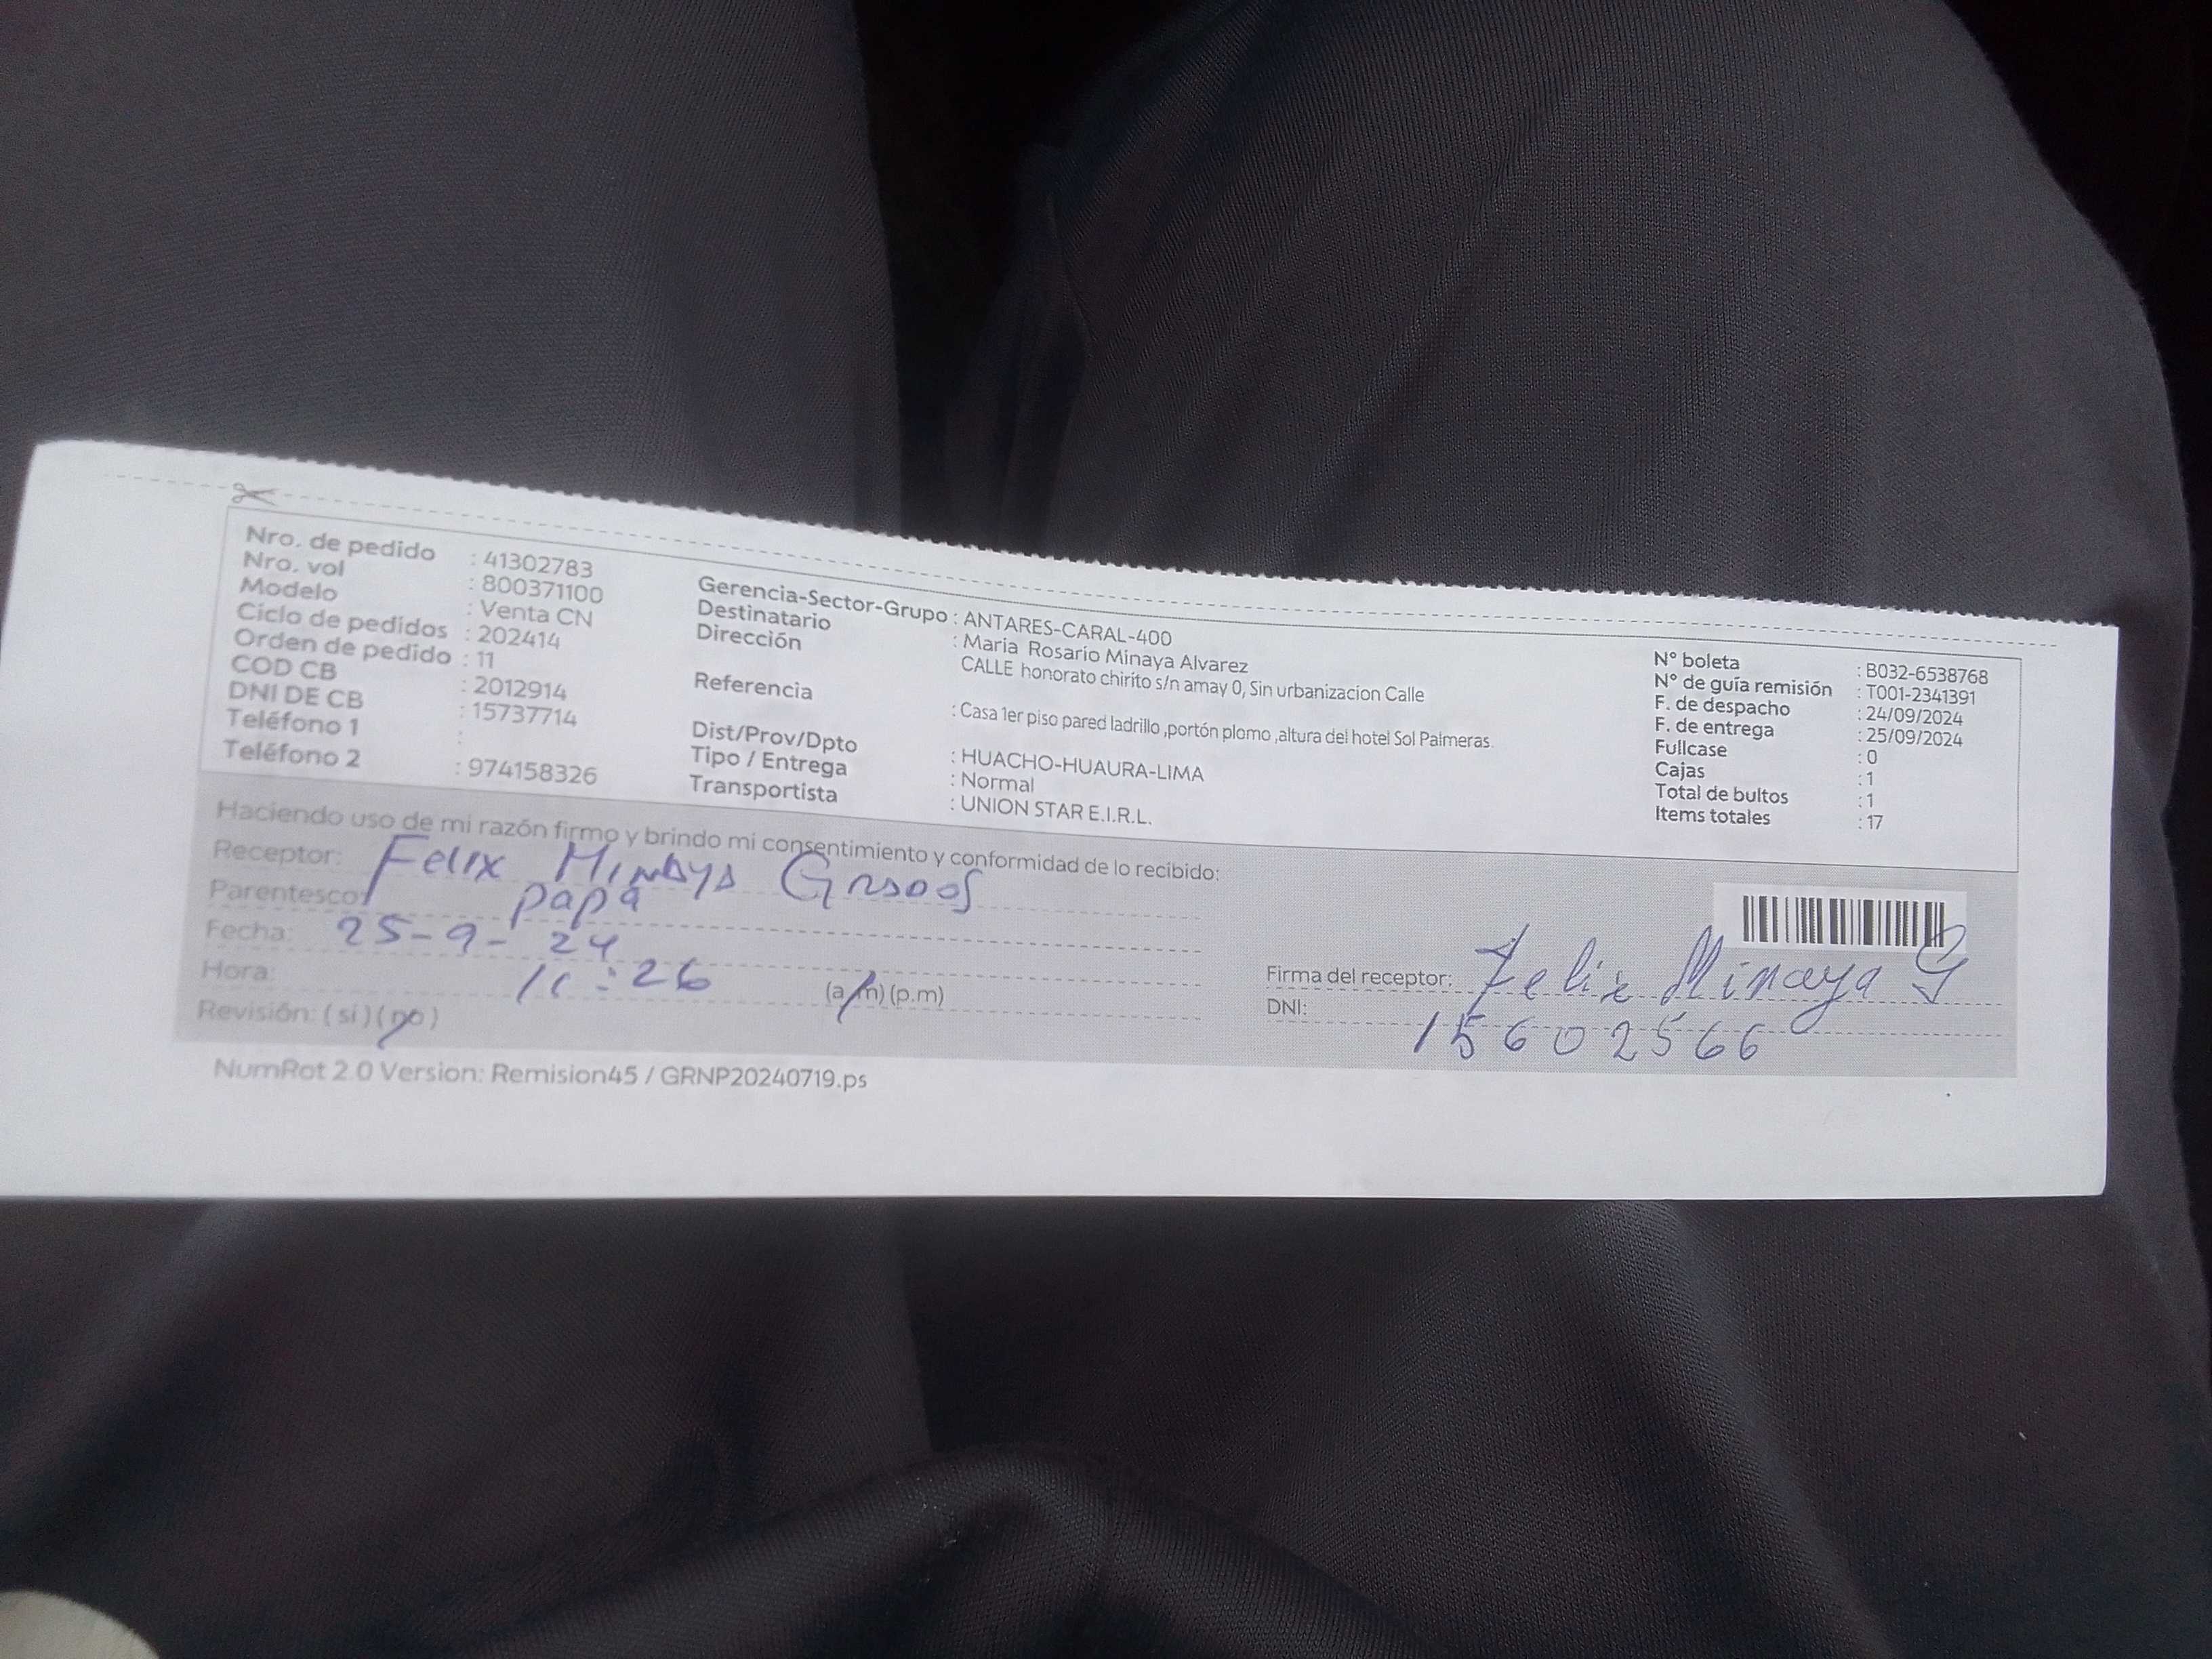 Nro. de pedido : 41302783
Nro. vol : 800371100
Modelo : Venta CN
Ciclo de pedidos : 202414
Orden de pedido : 11
COD CB : 2012914
DNI DE CB : 15737714
Teléfono 1 :
Teléfono 2 : 974158326
Gerencia-Sector-Grupo : ANTARES-CARAL-400
Destinatario : Maria Rosario Minaya Alvarez
Dirección CALLE honorato chirito s/n amay 0, Sin urbanizacion Calle
Referencia : Casa 1er piso pared ladrillo ,portón plomo ,altura del hotel Sol Palmeras.
Dist/Prov/Dpto : HUACHO-HUAURA-LIMA
Tipo / Entrega : Normal
Transportista : UNION STAR E.I.R.L.
N° boleta : B032-6538768
N° de guía remisión : T001-2341391
F. de despacho : 24/09/2024
F. de entrega : 25/09/2024
Fullcase : 0
Cajas : 1
Total de bultos : 1
Items totales : 17
Haciendo uso de mi razón firmo y brindo mi consentimiento y conformidad de lo recibido:
Receptor: Felix Minaya
Parentesco: papá
Fecha: 25-9-24
Hora: 11:26 (a.m) (p.m)
Revisión: (si) (no)
Firma del receptor: Felix Minaya G
DNI: 15602566
NumRot 2.0 Version: Remision45 / GRNP20240719.ps